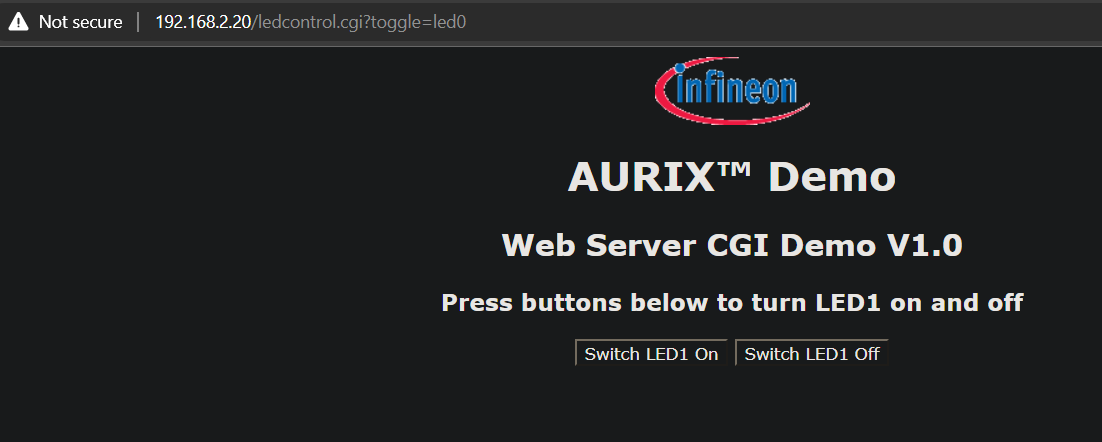 Not secure | 192.168.2.20/ledcontrol.cgi?toggle=led0
infineon
AURIX™ Demo
Web Server CGI Demo V1.0
Press buttons below to turn LED1 on and off
Switch LED1 On Switch LED1 Off